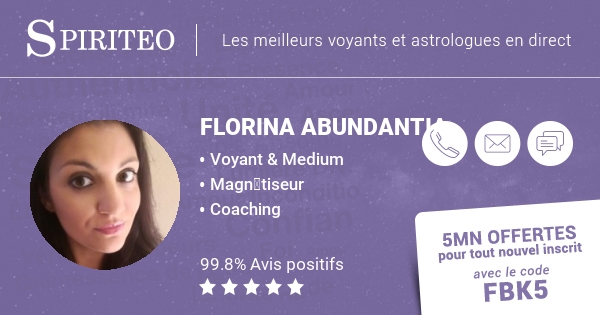 SPIRITEO
Les meilleurs voyants et astrologues en direct
FLORINA ABUNDANTIA
• Voyant & Medium
• Magn▯tiseur
• Coaching
99.8% Avis positifs
5MN OFFERTES
pour tout nouvel inscrit
avec le code
FBK5